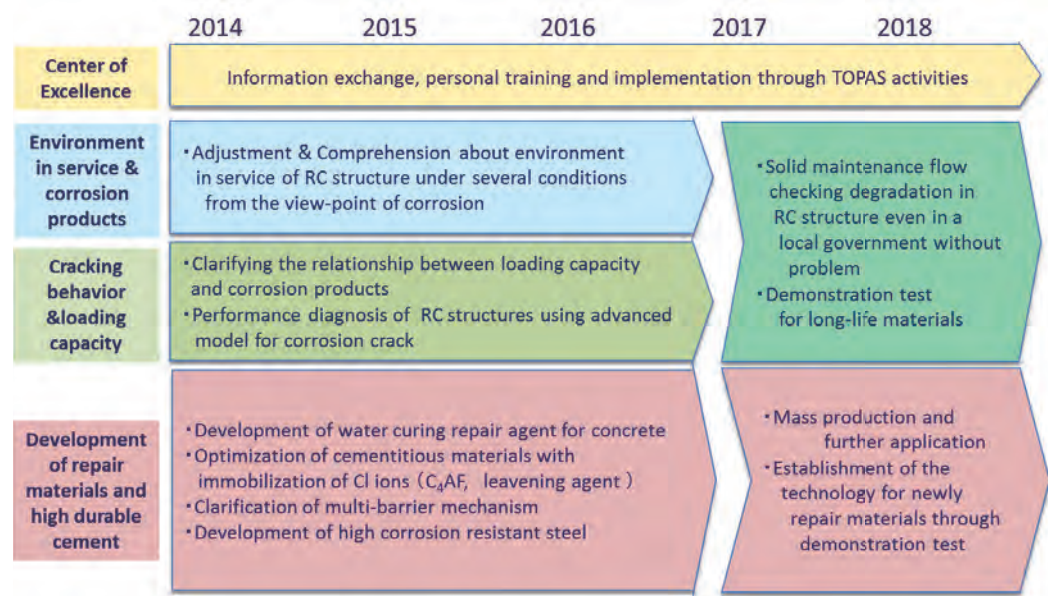 2014 2015 2016 2017 2018
Center of
Excellence
Information exchange, personal training and implementation through TOPAS activities
Environment
in service &
corrosion
products
・Adjustment & Comprehension about environment
in service of RC structure under several conditions
from the view-point of corrosion
・Solid maintenance flow
checking degradation in
RC structure even in a
local government without
problem
・Demonstration test
for long-life materials
Cracking
behavior
&loading
capacity
・Clarifying the relationship between loading capacity
and corrosion products
・Performance diagnosis of RC structures using advanced
model for corrosion crack
Development
of repair
materials and
high durable
cement
・Development of water curing repair agent for concrete
・Optimization of cementitious materials with
immobilization of Cl ions（C₄AF, leavening agent）
・Clarification of multi-barrier mechanism
・Development of high corrosion resistant steel
・Mass production and
further application
・Establishment of the
technology for newly
repair materials through
demonstration test